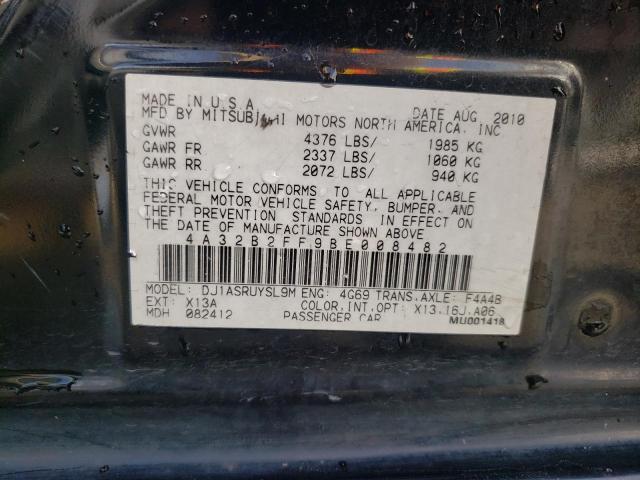 MADE IN U.S.A. DATE AUG 2010
MFD BY MITSUBISHI MOTORS NORTH AMERICA, INC
GVWR 4376 LBS/ 1985 KG
GAWR FR 2337 LBS/ 1060 KG
GAWR RR 2072 LBS/ 940 KG
THIS VEHICLE CONFORMS TO ALL APPLICABLE
FEDERAL MOTOR VEHICLE SAFETY, BUMPER, AND
THEFT PREVENTION STANDARDS IN EFFECT ON
THE DATE OF MANUFACTURE SHOWN ABOVE
4A32B2FF9BE008482
MODEL: DJ1ASRUYSL9M ENG: 4G69 TRANS.AXLE: F4A4B
EXT: X13A COLOR,INT,OPT: X13,16J,A06
MDH 082412 PASSENGER CAR MU001418